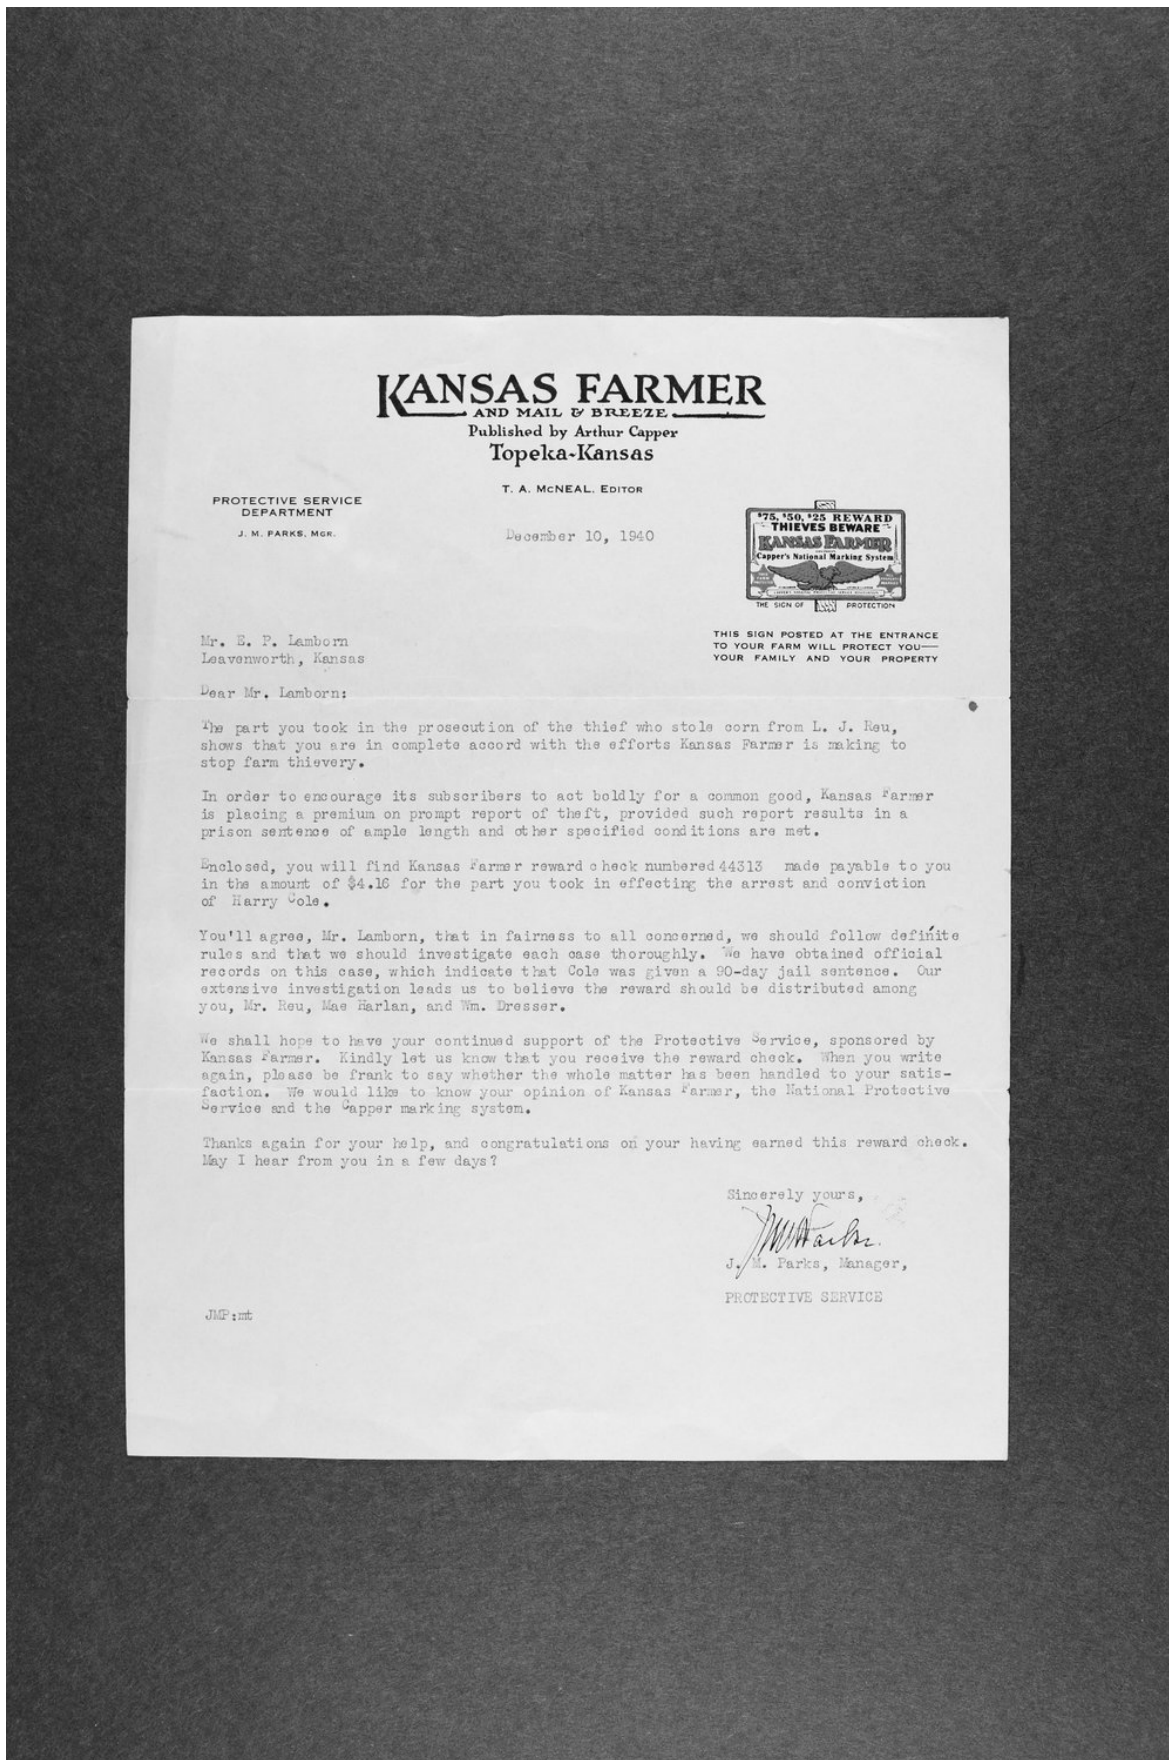 KANSAS FARMER
AND MAIL & BREEZE
Published by Arthur Capper
Topeka-Kansas
T. A. McNEAL, EDITOR
PROTECTIVE SERVICE
DEPARTMENT
J. M. PARKS, MGR.
December 10, 1940
$75, $50, $25 REWARD
THIEVES BEWARE
KANSAS FARMER
Capper's National Marking System
THE SIGN OF PROTECTION
THIS SIGN POSTED AT THE ENTRANCE
TO YOUR FARM WILL PROTECT YOU—
YOUR FAMILY AND YOUR PROPERTY
Mr. E. P. Lamborn
Leavenworth, Kansas
Dear Mr. Lamborn:
The part you took in the prosecution of the thief who stole corn from L. J. Reu,
shows that you are in complete accord with the efforts Kansas Farmer is making to
stop farm thievery.
In order to encourage its subscribers to act boldly for a common good, Kansas Farmer
is placing a premium on prompt report of theft, provided such report results in a
prison sentence of ample length and other specified conditions are met.
Enclosed, you will find Kansas Farmer reward check numbered 44313 made payable to you
in the amount of $4.16 for the part you took in effecting the arrest and conviction
of Harry Cole.
You'll agree, Mr. Lamborn, that in fairness to all concerned, we should follow definite
rules and that we should investigate each case thoroughly. We have obtained official
records on this case, which indicate that Cole was given a 90-day jail sentence. Our
extensive investigation leads us to believe the reward should be distributed among
you, Mr. Reu, Mae Harlan, and Wm. Dresser.
We shall hope to have your continued support of the Protective Service, sponsored by
Kansas Farmer. Kindly let us know that you receive the reward check. When you write
again, please be frank to say whether the whole matter has been handled to your satis-
faction. We would like to know your opinion of Kansas Farmer, the National Protective
Service and the Capper marking system.
Thanks again for your help, and congratulations on your having earned this reward check.
May I hear from you in a few days?
Sincerely yours,
J M Parks.
J. M. Parks, Manager,
PROTECTIVE SERVICE
JMP:mt